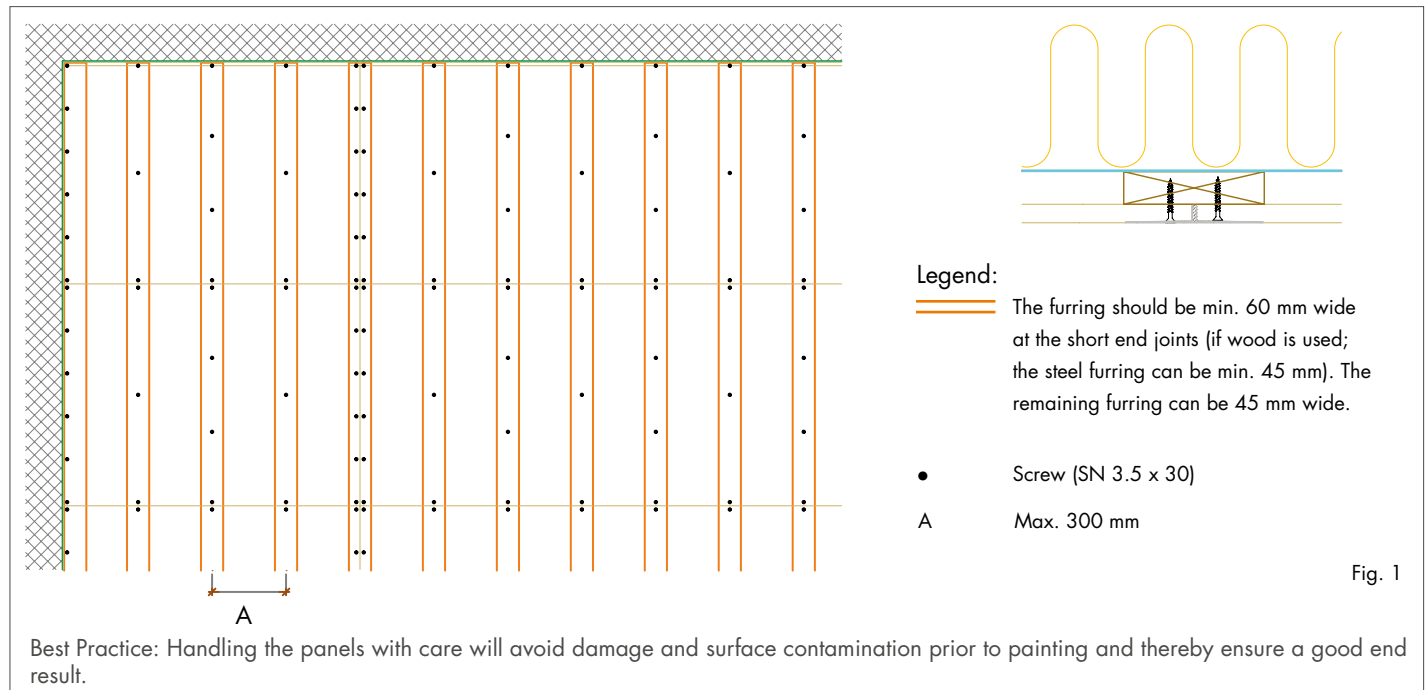 A
Legend:
The furring should be min. 60 mm wide
at the short end joints (if wood is used;
the steel furring can be min. 45 mm). The
remaining furring can be 45 mm wide.
Screw (SN 3.5 x 30)
A Max. 300 mm
Fig. 1
Best Practice: Handling the panels with care will avoid damage and surface contamination prior to painting and thereby ensure a good end
result.